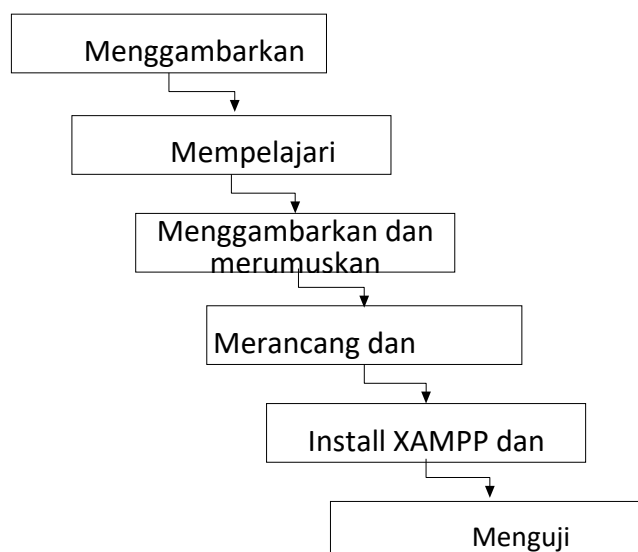 Menggambarkan
Mempelajari
Menggambarkan dan
merumuskan
Merancang dan
Install XAMPP dan
Menguji